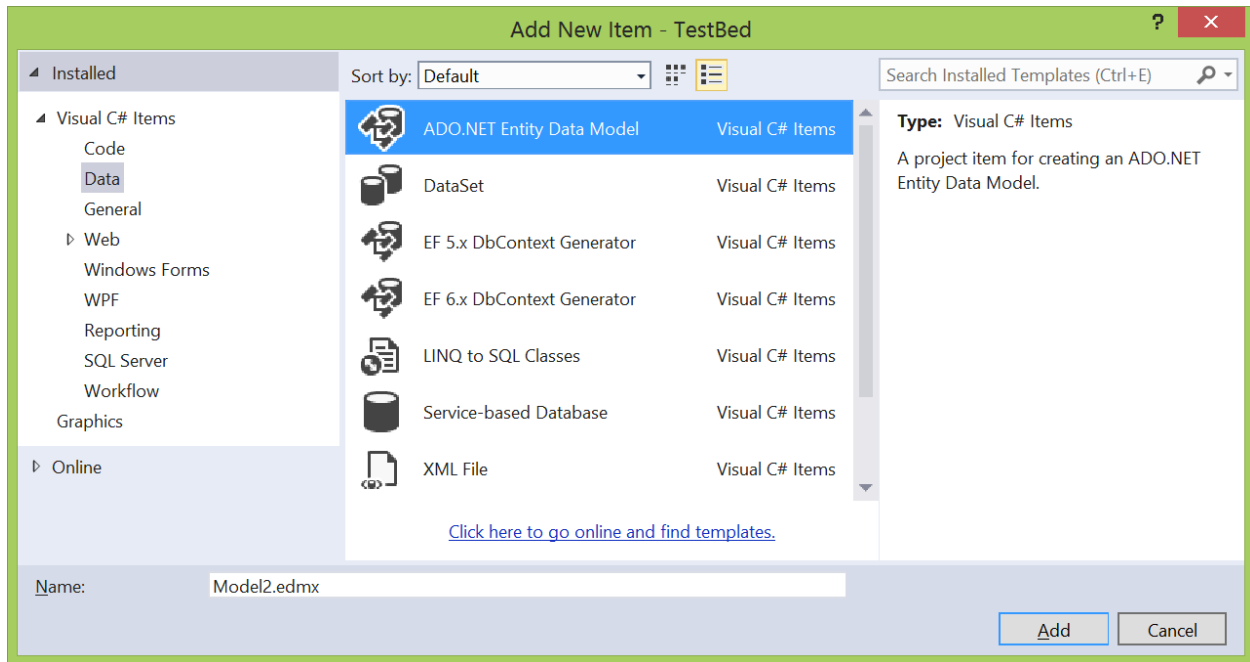 Add New Item - TestBed
?
Installed
Visual C# Items
Code
Data
General
Web
Windows Forms
WPF
Reporting
SQL Server
Workflow
Graphics
Online
Sort by: Default
ADO.NET Entity Data Model Visual C# Items
DataSet Visual C# Items
EF 5.x DbContext Generator Visual C# Items
EF 6.x DbContext Generator Visual C# Items
LINQ to SQL Classes Visual C# Items
Service-based Database Visual C# Items
XML File Visual C# Items
Click here to go online and find templates.
Search Installed Templates (Ctrl+E)
Type: Visual C# Items
A project item for creating an ADO.NET
Entity Data Model.
Name: Model2.edmx
Add Cancel